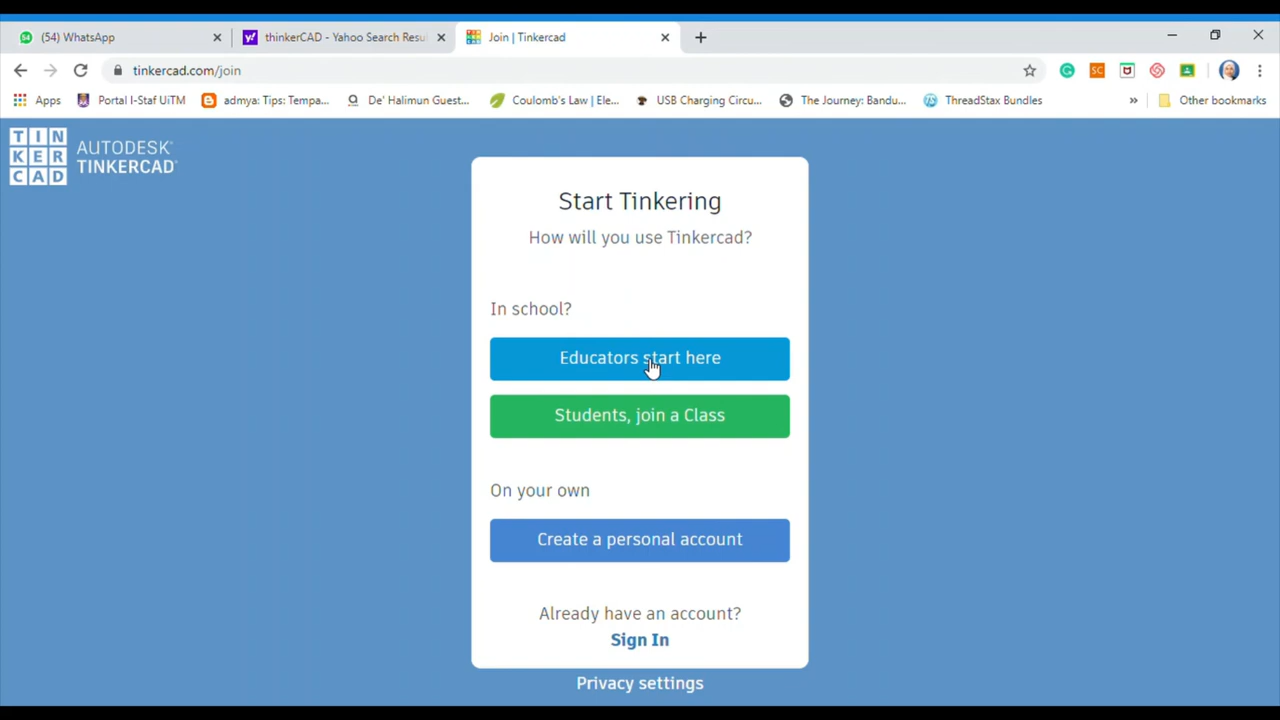 (54) WhatsApp
thinkerCAD - Yahoo Search Resu
Join | Tinkercad
tinkercad.com/join
SC
Apps
Portal I-Staf UiTM
admya: Tips: Tempa...
De' Halimun Guest...
Coulomb's Law | Ele...
USB Charging Circu...
The Journey: Bandu...
ThreadStax Bundles
»
Other bookmarks
TIN
KER
CAD
AUTODESK®
TINKERCAD®
Start Tinkering
How will you use Tinkercad?
In school?
Educators start here
Students, join a Class
On your own
Create a personal account
Already have an account?
Sign In
Privacy settings